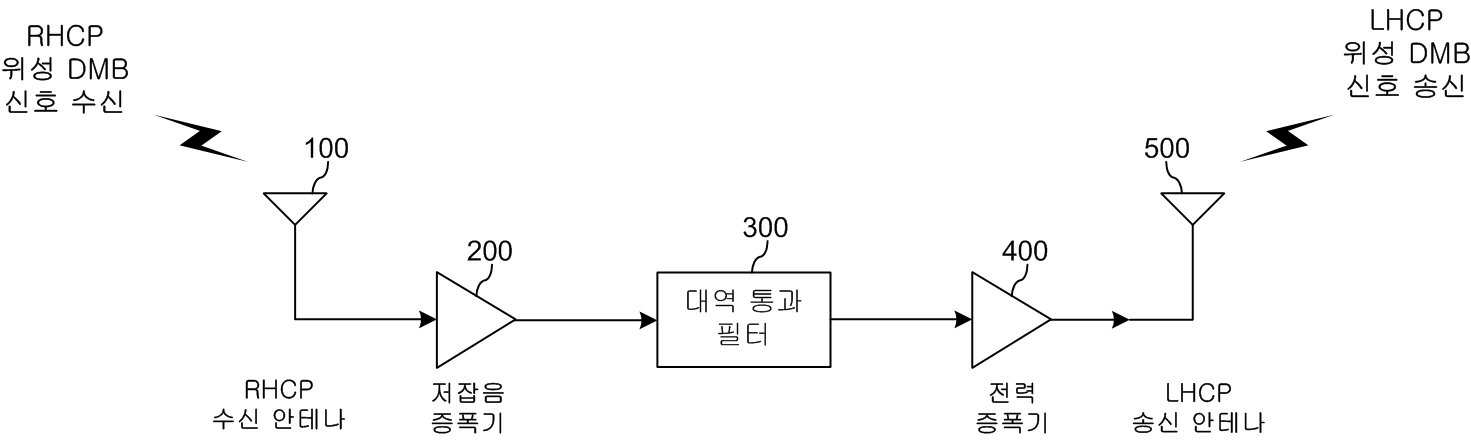 RHCP
위성 DMB
신호 수신
LHCP
위성 DMB
신호 송신
100
500
200
300
400
대역 통과
필터
RHCP
수신 안테나
저잡음
증폭기
전력
증폭기
LHCP
송신 안테나